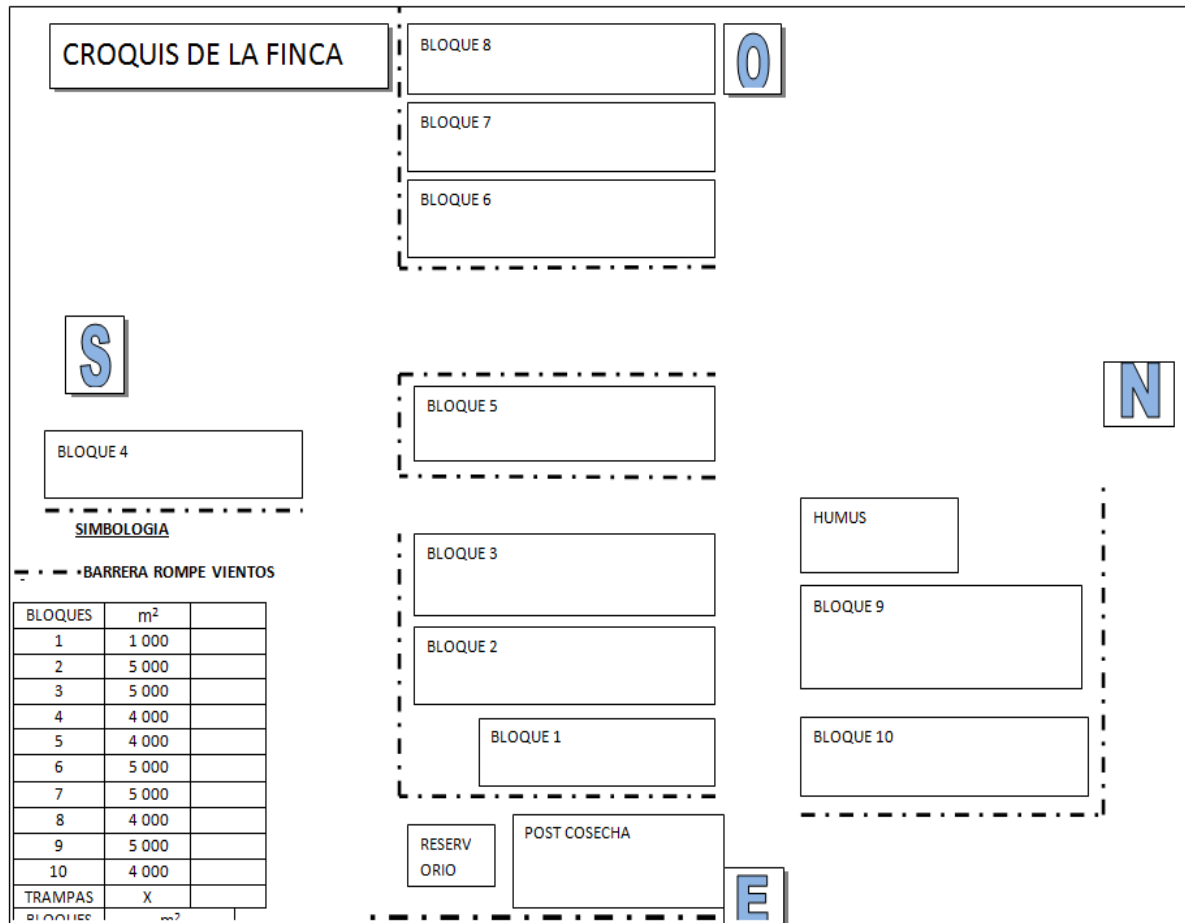 CROQUIS DE LA FINCA
BLOQUE 8
O
BLOQUE 7
BLOQUE 6
S
N
BLOQUE 5
BLOQUE 4
SIMBOLOGIA
BARRERA ROMPE VIENTOS
BLOQUE 3
HUMUS
BLOQUE 9
BLOQUE 2
BLOQUE 1
BLOQUE 10
BLOQUES m²
1 1 000
2 5 000
3 5 000
4 4 000
5 4 000
6 5 000
7 5 000
8 4 000
9 5 000
10 4 000
TRAMPAS X
BLOQUES m²
RESERV
ORIO
POST COSECHA
E